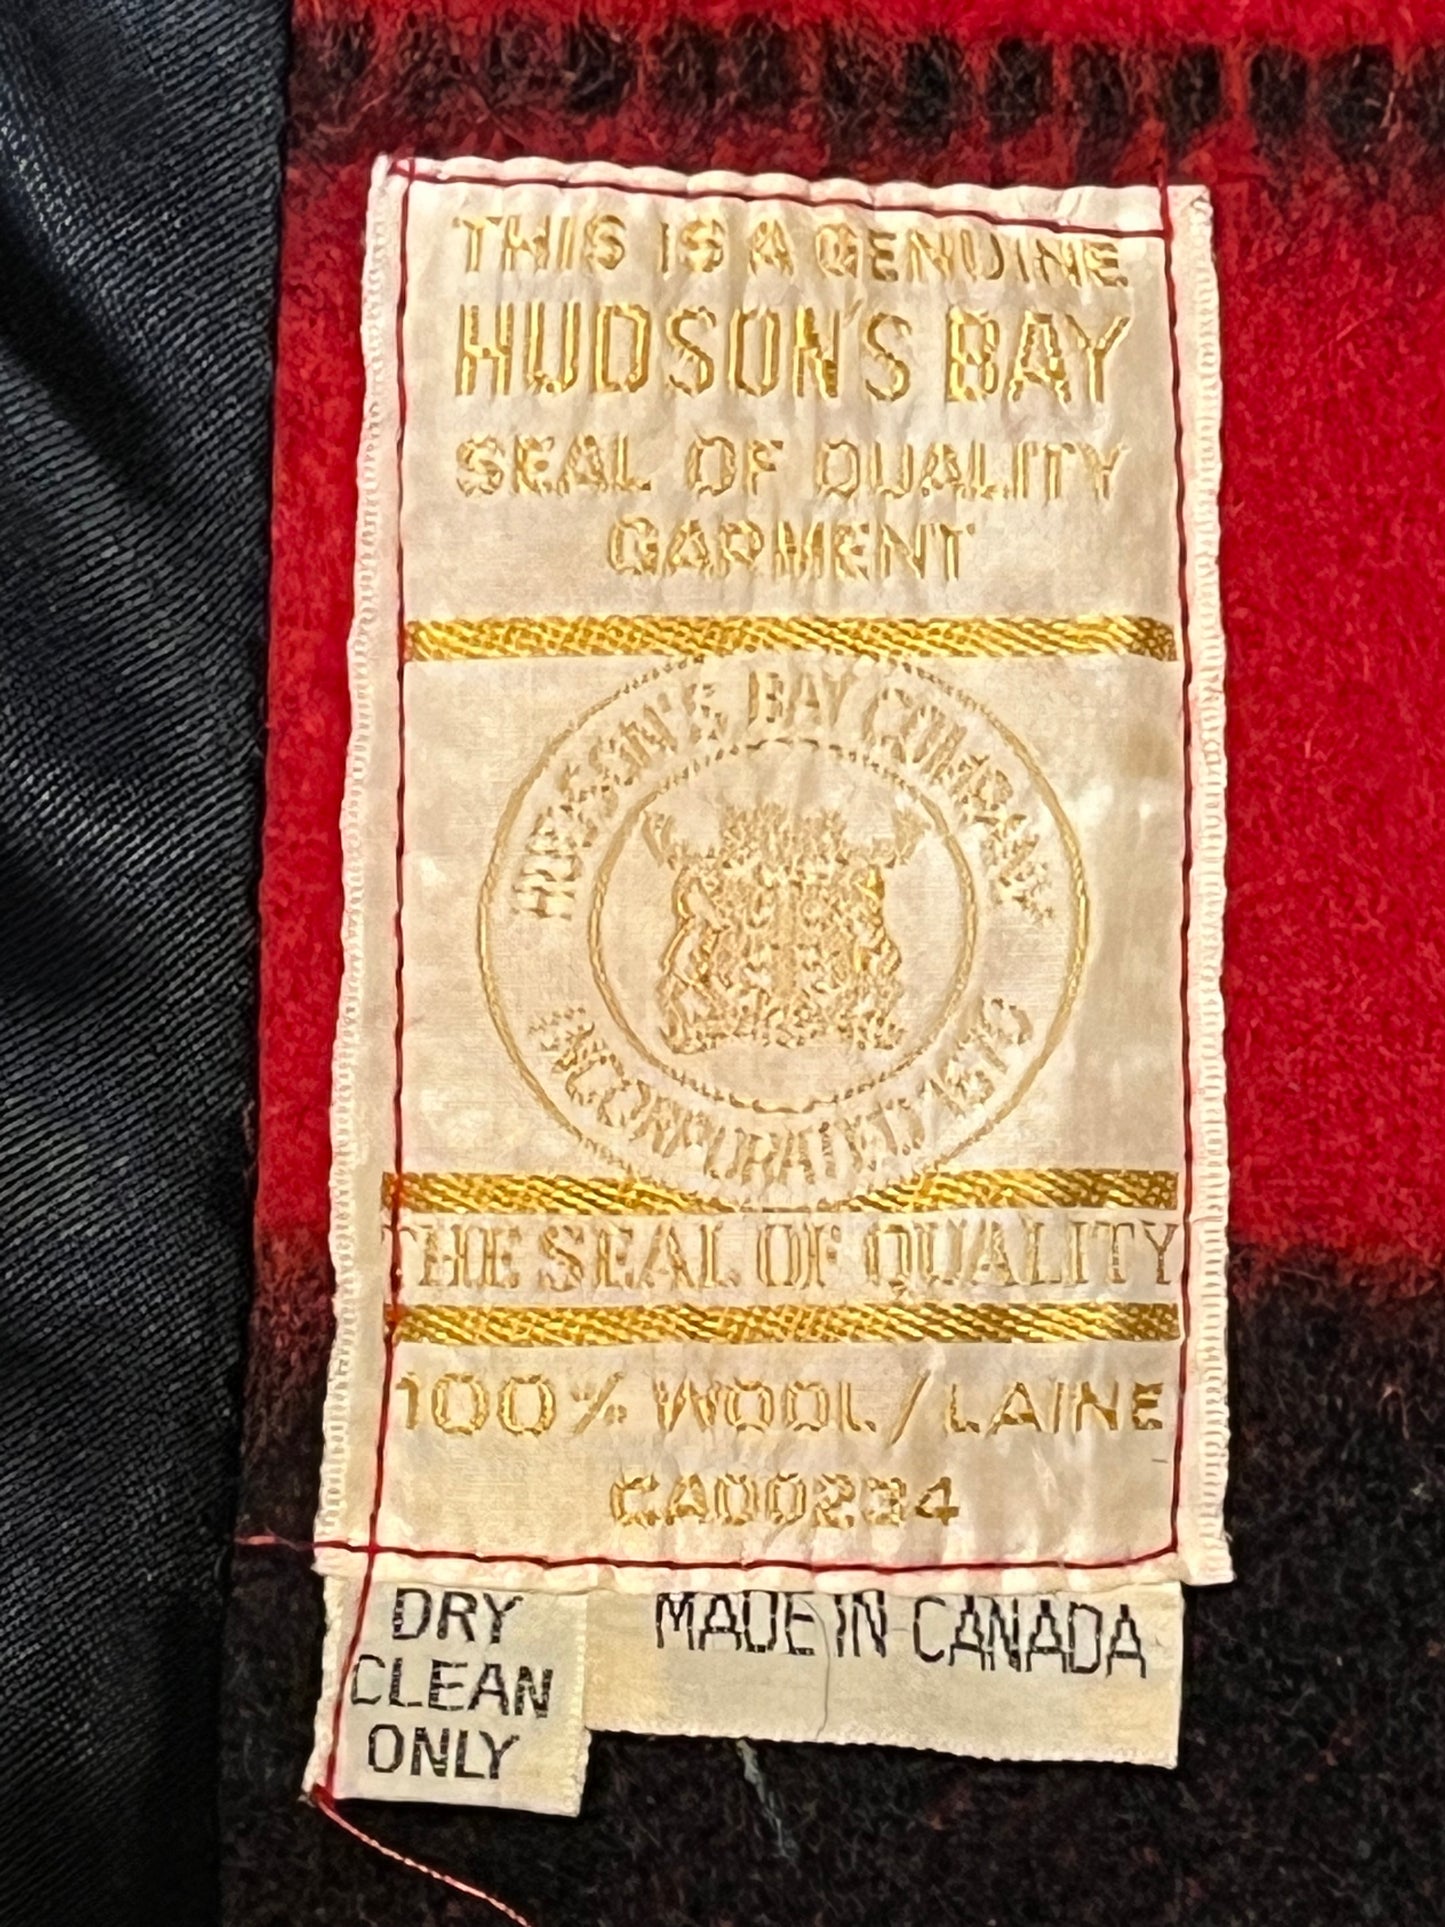 THIS IS A GENUINE
HUDSON'S BAY
SEAL OF QUALITY
GARMENT
HUDSON'S BAY COMPANY
INCORPORATED 1670
THE SEAL OF QUALITY
100% WOOL/LAINE
CA00234
DRY
CLEAN
ONLY
MADE IN CANADA